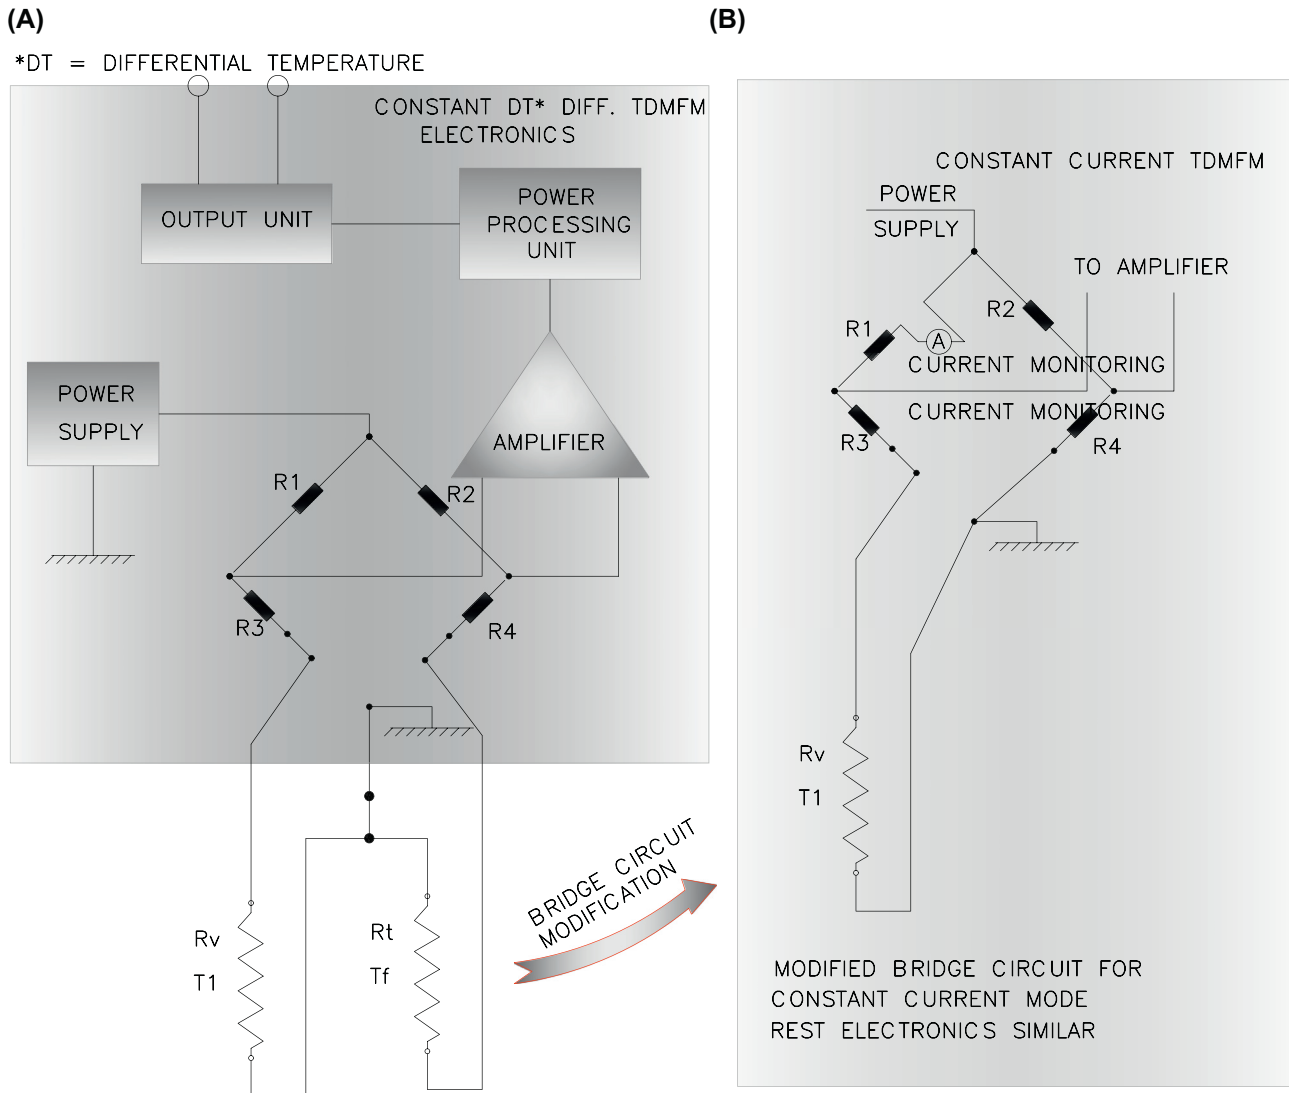 (A)
*DT = DIFFERENTIAL TEMPERATURE
CONSTANT DT* DIFF. TDMFM
ELECTRONICS
OUTPUT UNIT
POWER
PROCESSING
UNIT
POWER
SUPPLY
AMPLIFIER
R1
R2
R3
R4
Rv
T1
Rt
Tf
BRIDGE CIRCUIT
MODIFICATION
(B)
CONSTANT CURRENT TDMFM
POWER
SUPPLY
TO AMPLIFIER
R1
R2
A
CURRENT MONITORING
CURRENT MONITORING
R3
R4
Rv
T1
MODIFIED BRIDGE CIRCUIT FOR
CONSTANT CURRENT MODE
REST ELECTRONICS SIMILAR